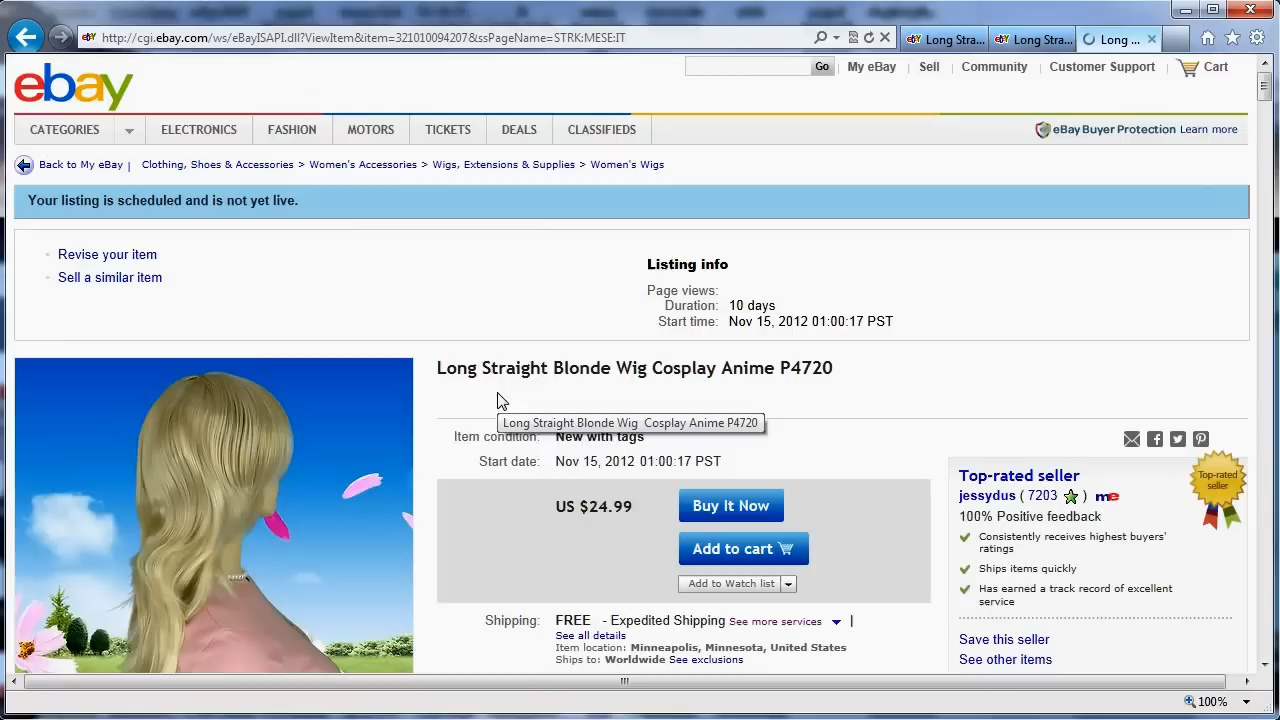 http://cgi.ebay.com/ws/eBayISAPI.dll?ViewItem&item=321010094207&ssPageName=STRK:MESE:IT
Long Stra...
Long Stra...
Long ...
ebay
Go
My eBay
Sell
Community
Customer Support
Cart
CATEGORIES
ELECTRONICS
FASHION
MOTORS
TICKETS
DEALS
CLASSIFIEDS
eBay Buyer Protection Learn more
Back to My eBay | Clothing, Shoes & Accessories > Women's Accessories > Wigs, Extensions & Supplies > Women's Wigs
Your listing is scheduled and is not yet live.
Revise your item
Sell a similar item
Listing info
Page views:
Duration: 10 days
Start time: Nov 15, 2012 01:00:17 PST
Long Straight Blonde Wig Cosplay Anime P4720
Long Straight Blonde Wig Cosplay Anime P4720
Item condition: New with tags
Start date: Nov 15, 2012 01:00:17 PST
US $24.99
Buy It Now
Add to cart
Add to Watch list
Shipping: FREE - Expedited Shipping See more services |
See all details
Item location: Minneapolis, Minnesota, United States
Ships to: Worldwide See exclusions
Top-rated seller
Top-rated
seller
jessydus ( 7203 ) me
100% Positive feedback
Consistently receives highest buyers'
ratings
Ships items quickly
Has earned a track record of excellent
service
Save this seller
See other items
100%